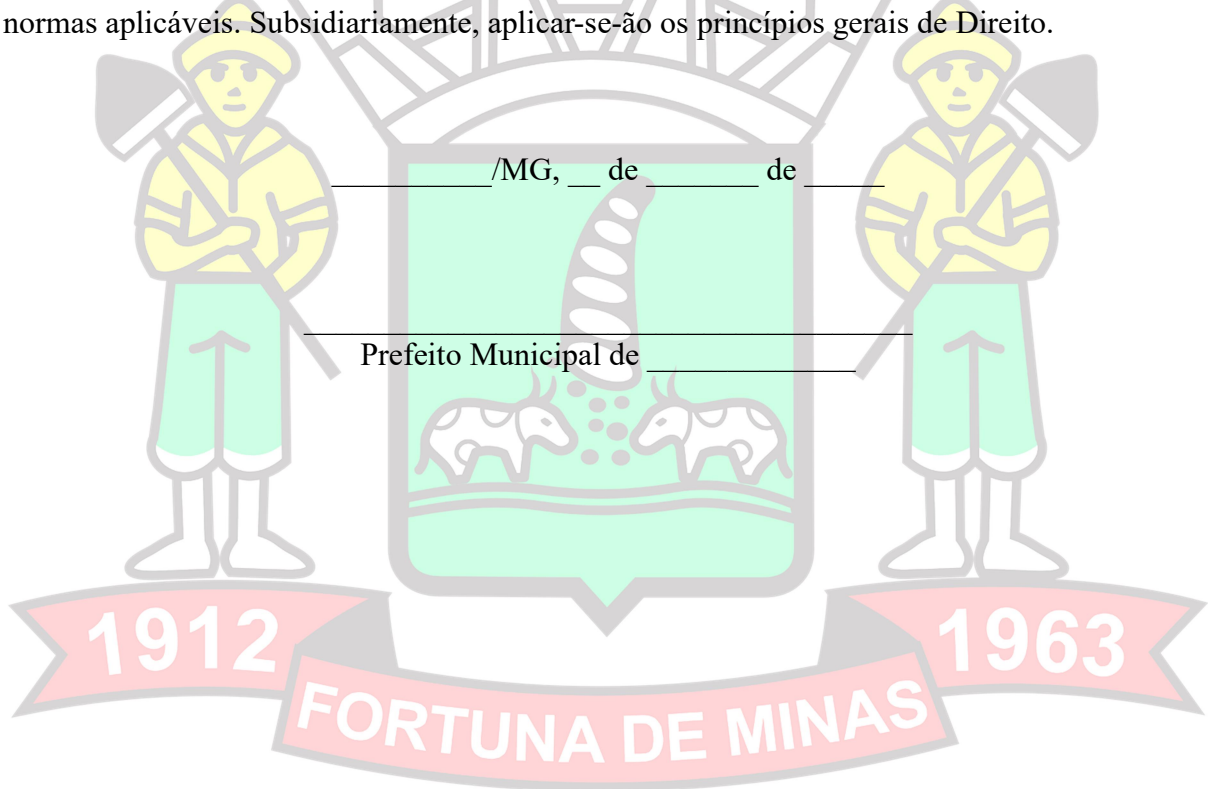 normas aplicáveis. Subsidiariamente, aplicar-se-ão os princípios gerais de Direito.
__________/MG, __ de _______ de _____
______________________________________
Prefeito Municipal de _____________
1912
1963
FORTUNA DE MINAS